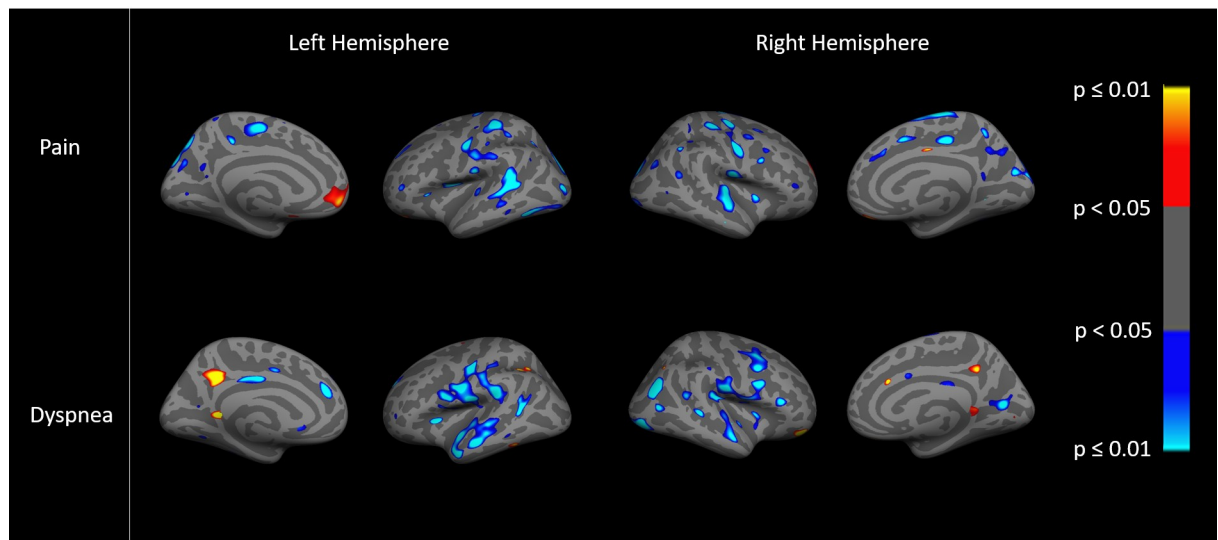 Left Hemisphere
Right Hemisphere
Pain
Dyspnea
p ≤ 0.01
p < 0.05
p < 0.05
p ≤ 0.01